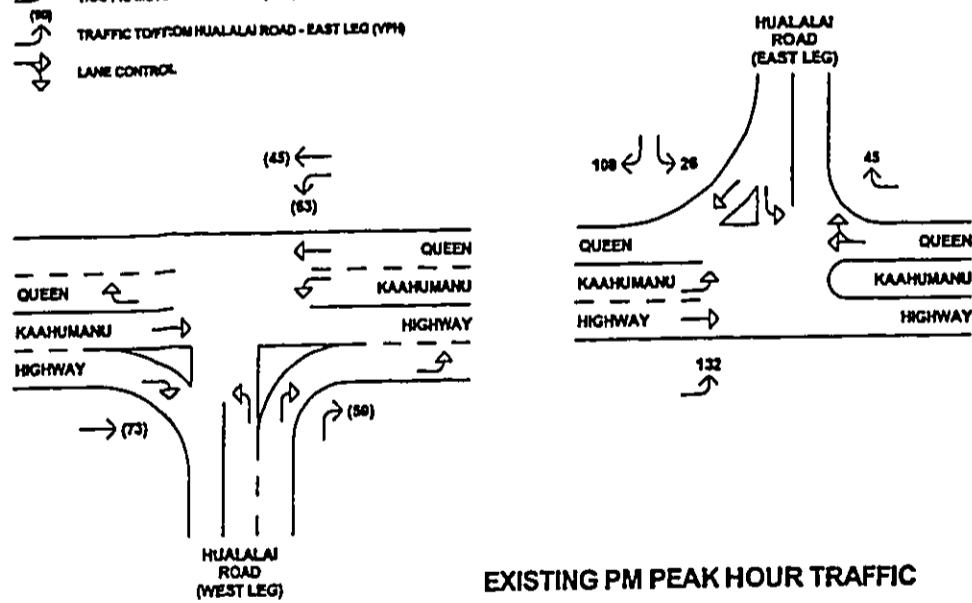 (90)
TRAFFIC TO/FROM HUALALAI ROAD - EAST LEG (VPH)
LANE CONTROL
HUALALAI
ROAD
(EAST LEG)
(45)
(63)
108
26
45
QUEEN
KAAHUMANU
HIGHWAY
QUEEN
KAAHUMANU
HIGHWAY
(73)
(59)
HUALALAI
ROAD
(WEST LEG)
QUEEN
KAAHUMANU
HIGHWAY
QUEEN
KAAHUMANU
HIGHWAY
132
EXISTING PM PEAK HOUR TRAFFIC